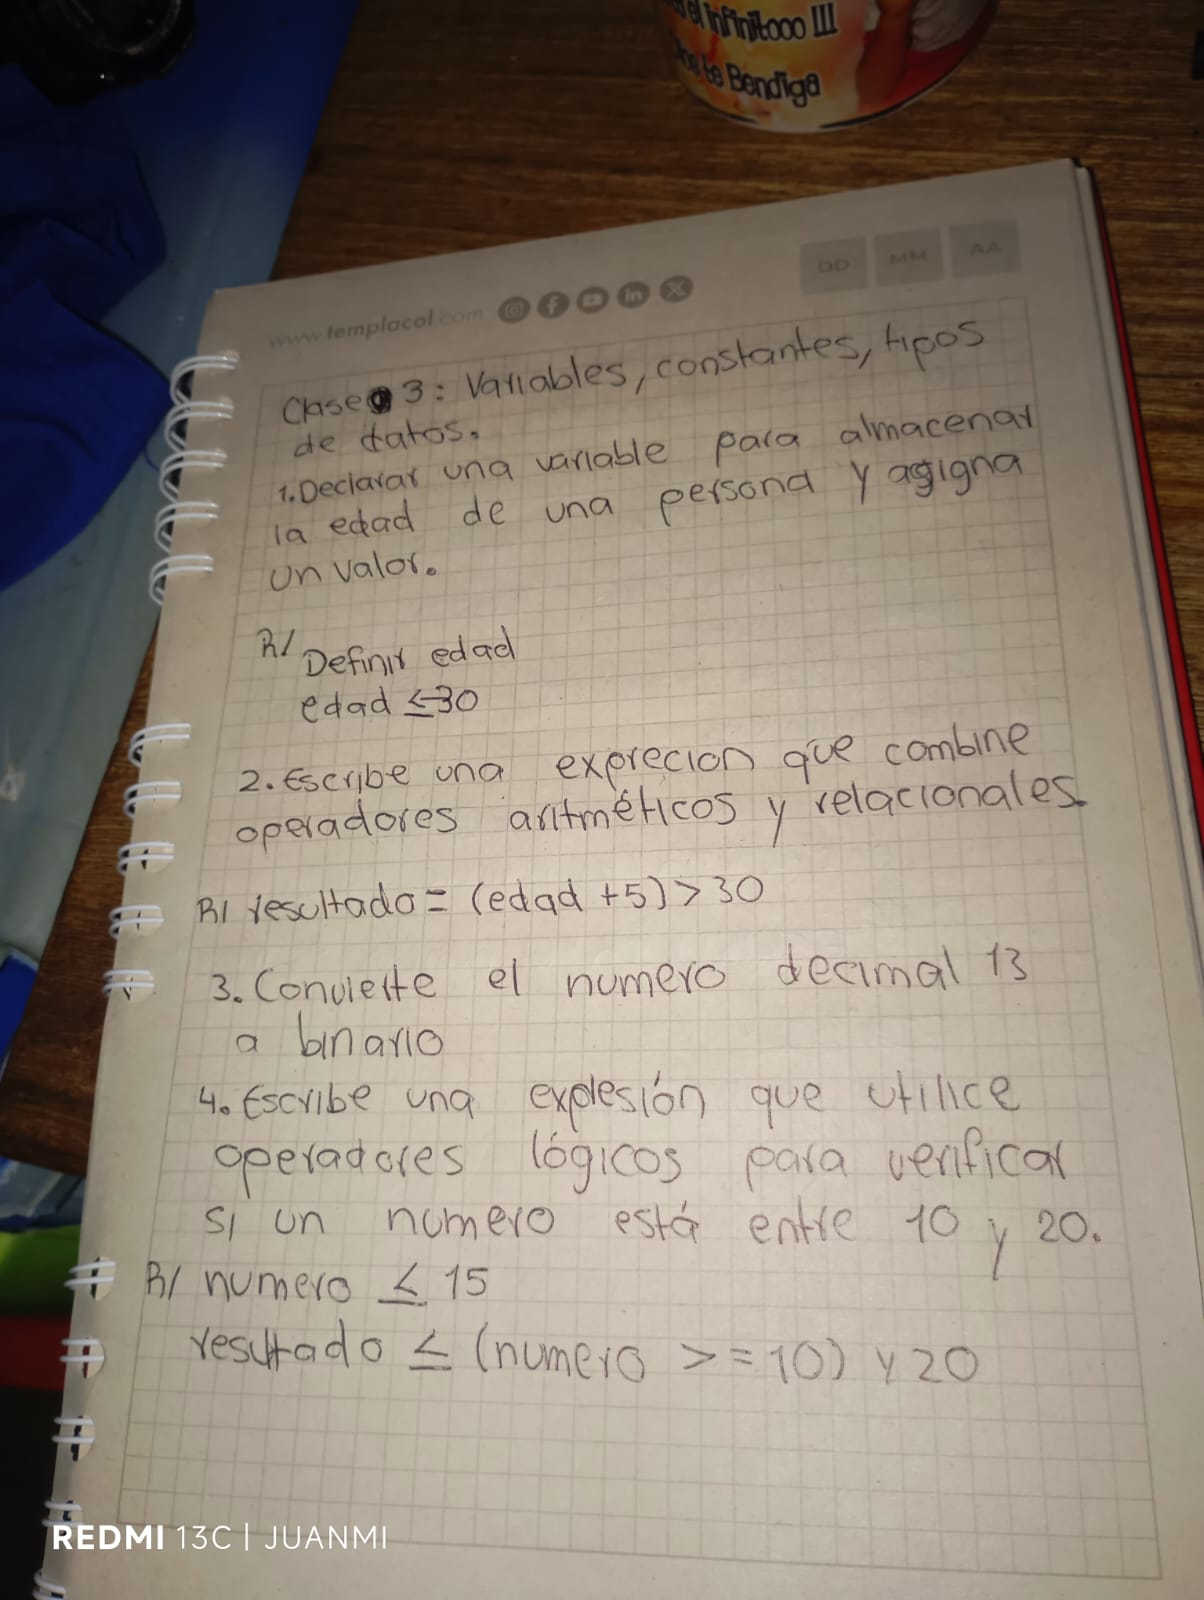 el infinitooo III
te Bendiga
DD MM AA
www.templacol.com
Clase 3: Variables, constantes, tipos
de datos.
1. Declarar una variable para almacenar
la edad de una persona y asigna
un valor.
R/ Definir edad
edad ≤30
2. Escribe una exprecion que combine
operadores aritméticos y relacionales.
R/ resultado = (edad +5) > 30
3. Convierte el numero decimal 13
a binario
4. Escribe una explesión que utilice
operadores lógicos para verificar
si un numero está entre 10 y 20.
R/ numero ≤ 15
resultado ≤ (numero >=10) y 20
REDMI 13C | JUANMI